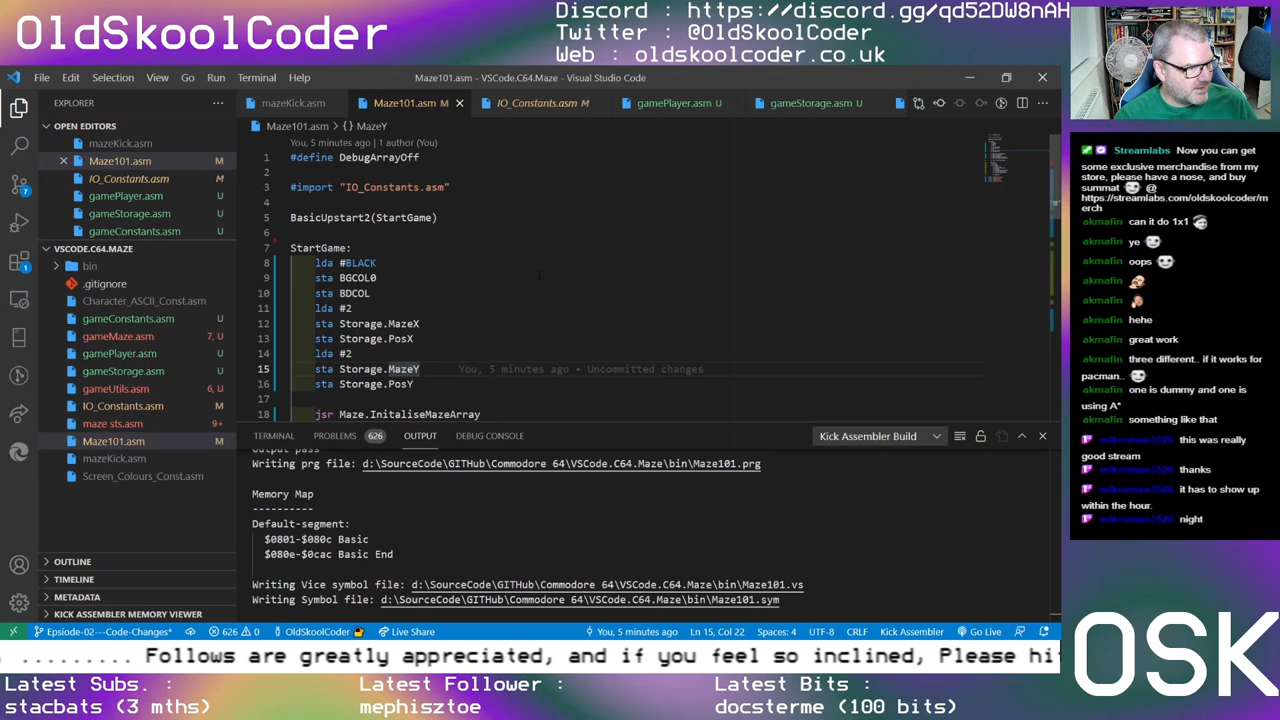 OldSkoolCoder
Discord : https://discord.gg/qd52DW8nAH
Twitter : @OldSkoolCoder
Web : oldskoolcoder.co.uk
File Edit Selection View Go Run Terminal Help
Maze101.asm - VSCode.C64.Maze - Visual Studio Code
EXPLORER
OPEN EDITORS
mazeKick.asm
Maze101.asm M
IO_Constants.asm M
gamePlayer.asm U
gameStorage.asm U
gameConstants.asm U
VSCODE.C64.MAZE
bin
.gitignore
Character_ASCII_Const.asm
gameConstants.asm U
gameMaze.asm 7, U
gamePlayer.asm U
gameStorage.asm U
gameUtils.asm 6, U
IO_Constants.asm M
maze sts.asm 9+
Maze101.asm M
mazeKick.asm
Screen_Colours_Const.asm
OUTLINE
TIMELINE
METADATA
KICK ASSEMBLER MEMORY VIEWER
7
1
mazeKick.asm Maze101.asm M IO_Constants.asm M gamePlayer.asm U gameStorage.asm U
Maze101.asm > {} MazeY
You, 5 minutes ago | 1 author (You)
1 #define DebugArrayOff
2
3 #import "IO_Constants.asm"
4
5 BasicUpstart2(StartGame)
6
7 StartGame:
8 lda #BLACK
9 sta BGCOL0
10 sta BDCOL
11 lda #2
12 sta Storage.MazeX
13 sta Storage.PosX
14 lda #2
15 sta Storage.MazeY You, 5 minutes ago • Uncommitted changes
16 sta Storage.PosY
18 jsr Maze.InitaliseMazeArray
TERMINAL PROBLEMS 626 OUTPUT DEBUG CONSOLE
Kick Assembler Build
Output pass
Writing prg file: d:\SourceCode\GITHub\Commodore 64\VSCode.C64.Maze\bin\Maze101.prg
Memory Map
----------
Default-segment:
$0801-$080c Basic
$080e-$0cac Basic End
Writing Vice symbol file: d:\SourceCode\GITHub\Commodore 64\VSCode.C64.Maze\bin\Maze101.vs
Writing Symbol file: d:\SourceCode\GITHub\Commodore 64\VSCode.C64.Maze\bin\Maze101.sym
Epsiode-02---Code-Changes* 626 0 OldSkoolCoder Live Share You, 5 minutes ago Ln 15, Col 22 Spaces: 4 UTF-8 CRLF Kick Assembler Go Live
Streamlabs Now you can get
some exclusive merchandise from my
store, please have a nose, and buy
summat @
https://streamlabs.com/oldskoolcoder/m
erch
akmafin can it do 1x1
akmafin ye
akmafin oops
akmafin
akmafin
akmafin hehe
akmafin great work
akmafin three different.. if it works for
pacman...
akmafin one is dummy and one is
using A*
akmafin something like that
mikroman3526 this was really
good stream
mikroman3526 thanks
mikroman3526 it has to show up
within the hour.
mikroman3526 night
OSK
. ......... Follows are greatly appreciated, and if you feel so inclined, Please hi
Latest Subs. :
stacbats (3 mths)
Latest Follower :
mephisztoe
Latest Bits :
docsterme (100 bits)